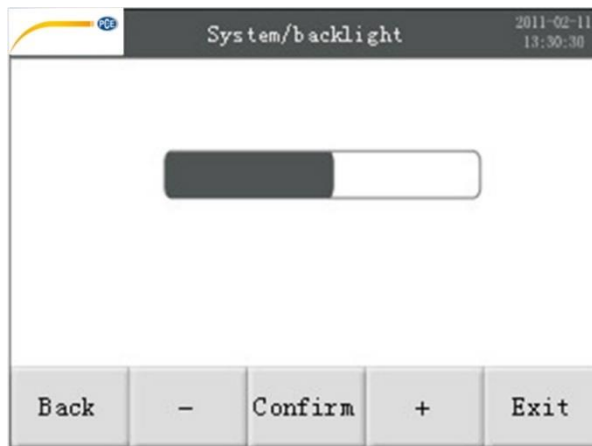 PCE
System/backlight
2011-02-11
13:30:30
Back
-
Confirm
+
Exit